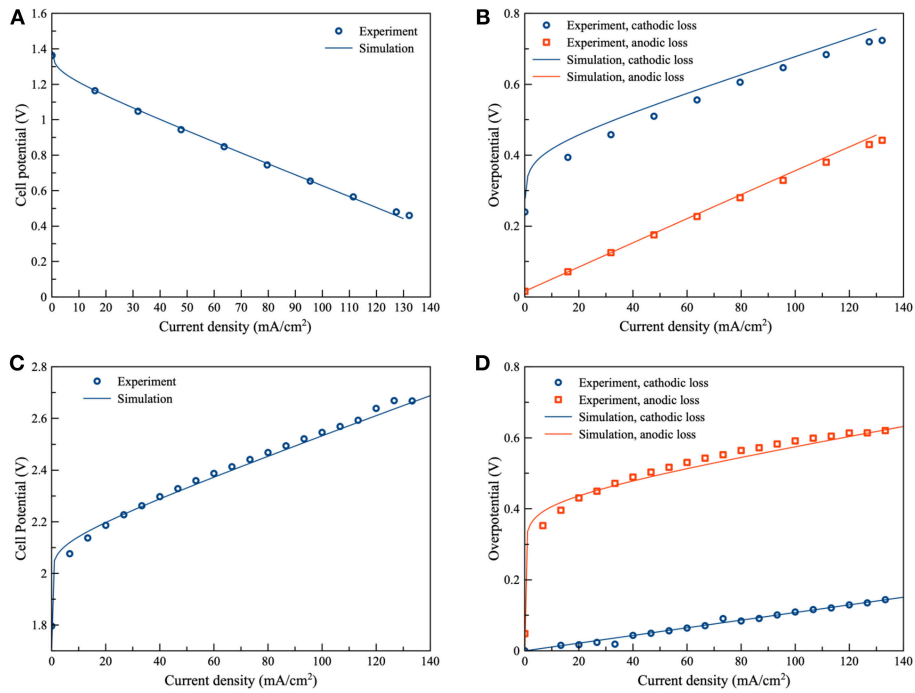 A
1.6
1.4
1.2
1
0.8
0.6
0.4
0.2
0
Cell potential (V)
Experiment
Simulation
0 10 20 30 40 50 60 70 80 90 100 110 120 130 140
Current density (mA/cm²)
B
0.8
0.6
0.4
0.2
0
Overpotential (V)
Experiment, cathodic loss
Experiment, anodic loss
Simulation, cathodic loss
Simulation, anodic loss
0 20 40 60 80 100 120 140
Current density (mA/cm²)
C
2.8
2.6
2.4
2.2
2
1.8
Cell Potential (V)
Experiment
Simulation
0 20 40 60 80 100 120 140
Current density (mA/cm²)
D
0.8
0.6
0.4
0.2
0
Overpotential (V)
Experiment, cathodic loss
Experiment, anodic loss
Simulation, cathodic loss
Simulation, anodic loss
0 20 40 60 80 100 120 140
Current density (mA/cm²)